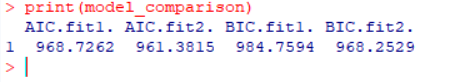 > print(model_comparison)
AIC.fit1. AIC.fit2. BIC.fit1. BIC.fit2.
1 968.7262 961.3815 984.7594 968.2529
>